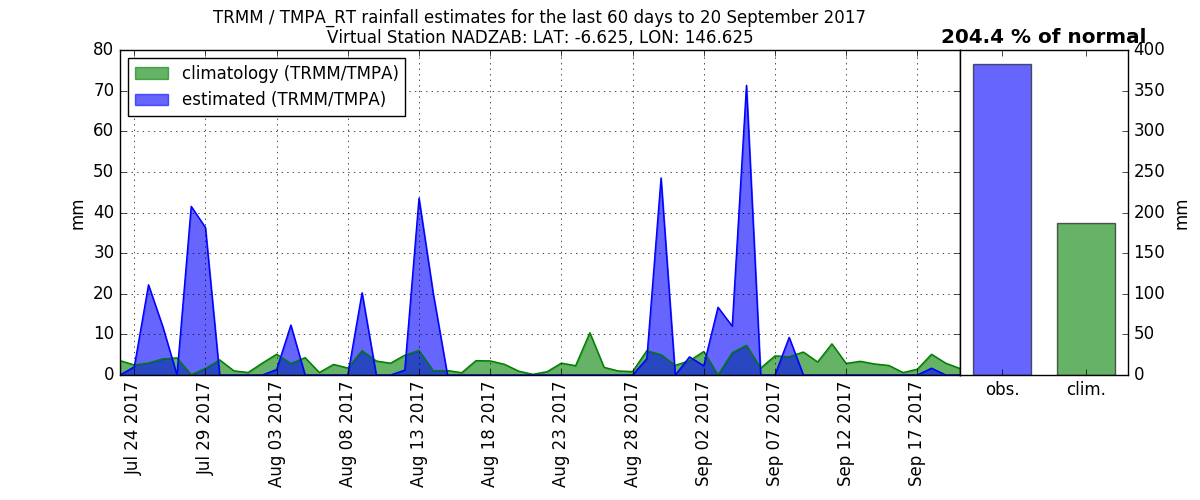 TRMM / TMPA_RT rainfall estimates for the last 60 days to 20 September 2017
Virtual Station NADZAB: LAT: -6.625, LON: 146.625
204.4 % of normal
climatology (TRMM/TMPA)
estimated (TRMM/TMPA)
mm
80
70
60
50
40
30
20
10
0
Jul 24 2017
Jul 29 2017
Aug 03 2017
Aug 08 2017
Aug 13 2017
Aug 18 2017
Aug 23 2017
Aug 28 2017
Sep 02 2017
Sep 07 2017
Sep 12 2017
Sep 17 2017
obs.
clim.
400
350
300
250
200
150
100
50
0
mm